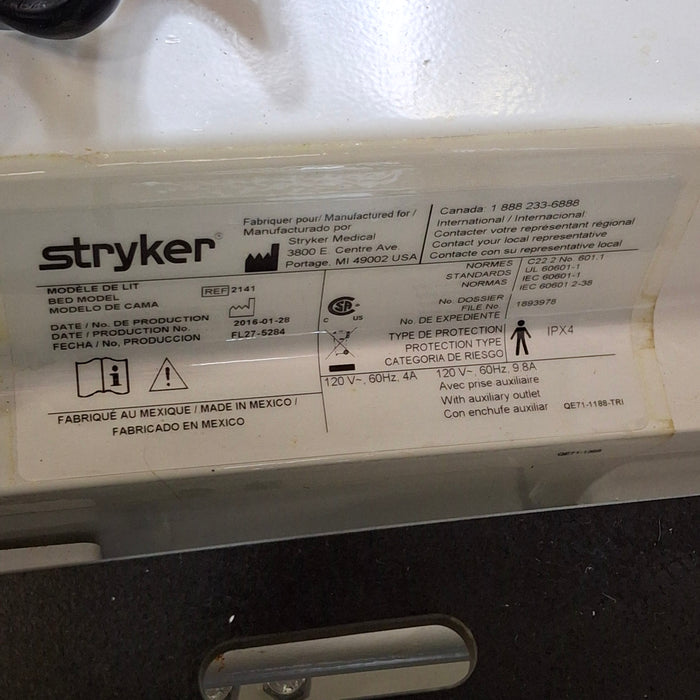 stryker®
Fabriquer pour/ Manufactured for /
Manufacturado por
Stryker Medical
3800 E. Centre Ave.
Portage, MI 49002 USA
Canada: 1 888 233-6888
International / Internacional
Contacter votre représentant régional
Contact your local representative
Contacte con su representative local
MODÈLE DE LIT
BED MODEL
MODELO DE CAMA
REF 2141
DATE / No. DE PRODUCTION
DATE / PRODUCTION No.
FECHA / No. PRODUCCION
2016-01-28
FL27-5284
NORMES
STANDARDS
NORMAS
C22.2 No. 601.1
UL 60601-1
IEC 60601-1
IEC 60601 2-38
No. DOSSIER
FILE No.
No. DE EXPEDIENTE
1893978
C SA US
TYPE DE PROTECTION
PROTECTION TYPE
CATEGORIA DE RIESGO
IPX4
i
!
120 V~, 60Hz, 4A
120 V~, 60Hz, 9.8A
Avec prise auxiliaire
With auxiliary outlet
Con enchufe auxiliar
QE71-1188-TRI
FABRIQUÉ AU MEXIQUE / MADE IN MEXICO /
FABRICADO EN MEXICO